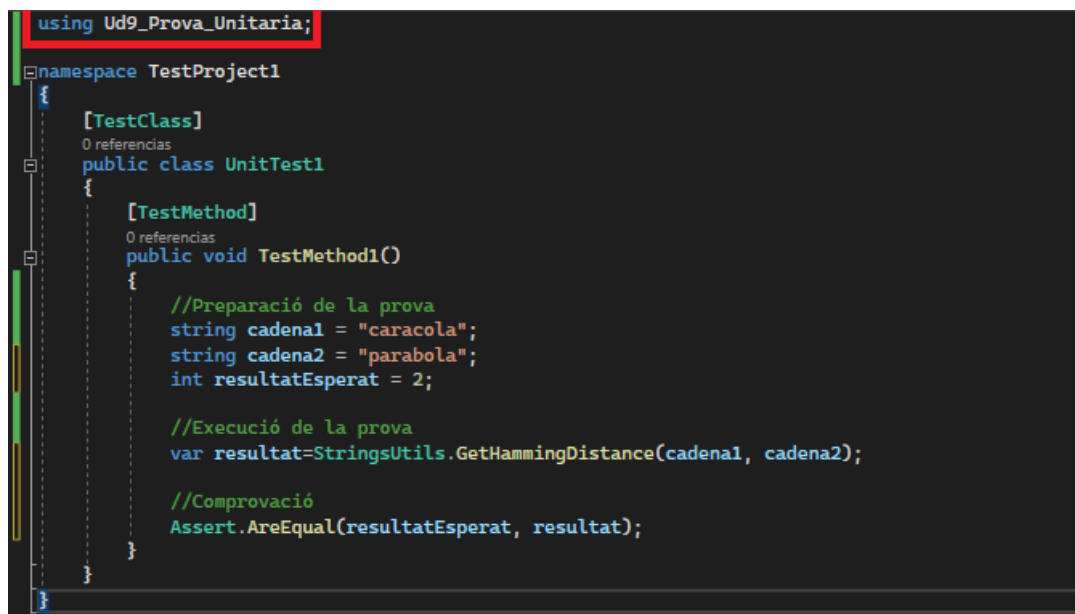 using Ud9_Prova_Unitaria;
namespace TestProject1
{
[TestClass]
0 referencias
public class UnitTest1
{
[TestMethod]
0 referencias
public void TestMethod1()
{
//Preparació de la prova
string cadena1 = "caracola";
string cadena2 = "parabola";
int resultatEsperat = 2;
//Execució de la prova
var resultat=StringsUtils.GetHammingDistance(cadena1, cadena2);
//Comprovació
Assert.AreEqual(resultatEsperat, resultat);
}
}
}